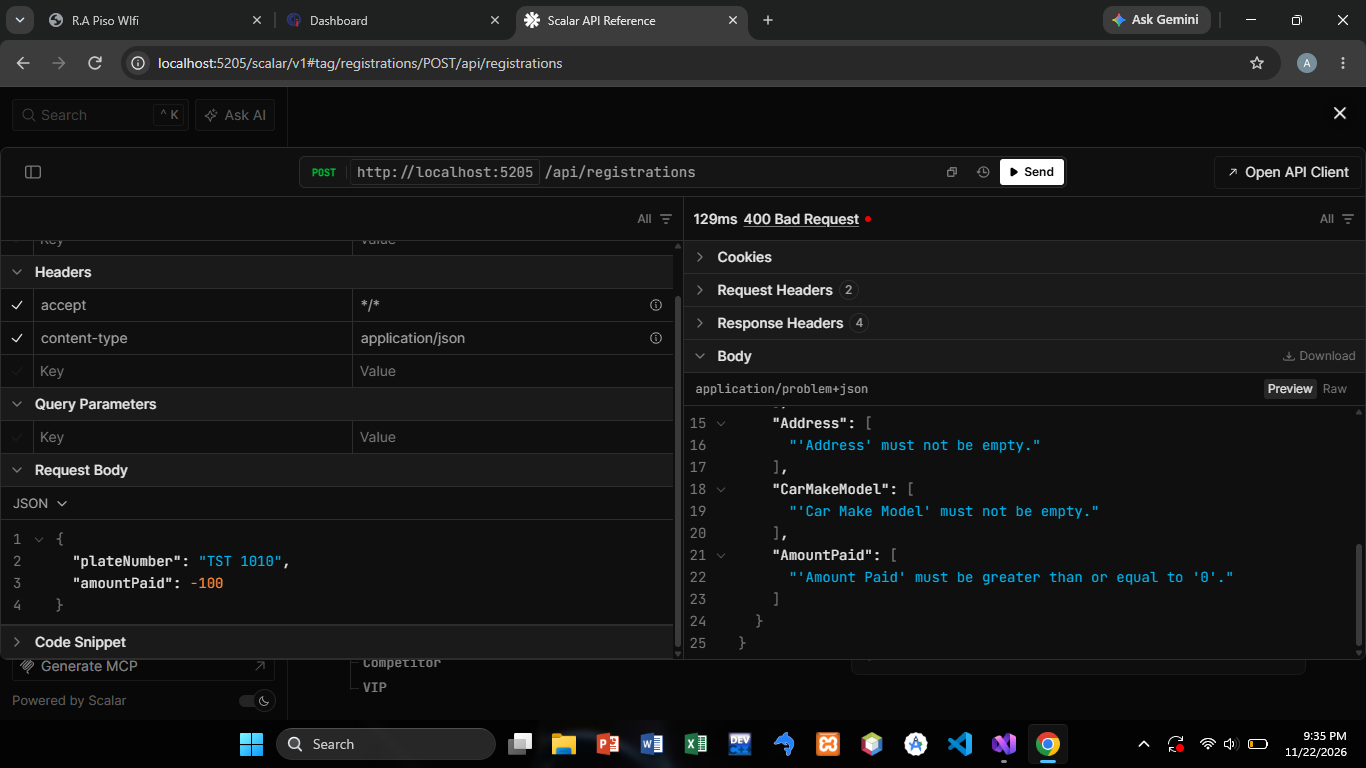 R.A Piso WIfi
Dashboard
Scalar API Reference
Ask Gemini
localhost:5205/scalar/v1#tag/registrations/POST/api/registrations
A
Search
^ K
Ask AI
POST
http://localhost:5205
/api/registrations
Send
Open API Client
All
129ms 400 Bad Request
All
Key
Value
Headers
accept
*/*
content-type
application/json
Key
Value
Query Parameters
Key
Value
Request Body
JSON
1 {
2 "plateNumber": "TST 1010",
3 "amountPaid": -100
4 }
Code Snippet
Cookies
Request Headers 2
Response Headers 4
Body
Download
application/problem+json
Preview
Raw
15 "Address": [
16 "'Address' must not be empty."
17 ],
18 "CarMakeModel": [
19 "'Car Make Model' must not be empty."
20 ],
21 "AmountPaid": [
22 "'Amount Paid' must be greater than or equal to '0'."
23 ]
24 }
25 }
Generate MCP
Competitor
VIP
Powered by Scalar
Search
DEV
9:35 PM
11/22/2026